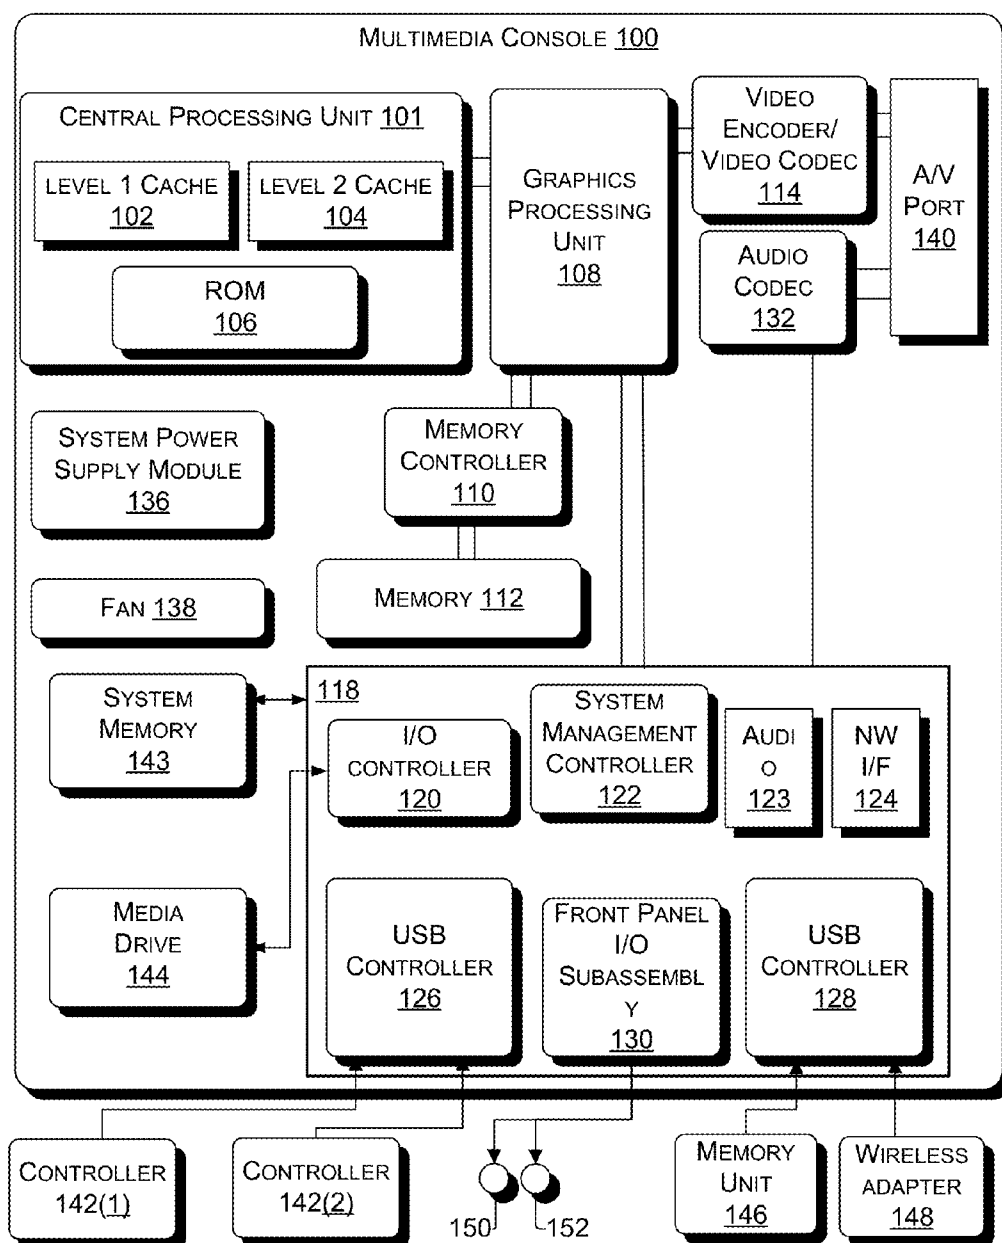 MULTIMEDIA CONSOLE 100
CENTRAL PROCESSING UNIT 101
LEVEL 1 CACHE
102
LEVEL 2 CACHE
104
ROM
106
GRAPHICS
PROCESSING
UNIT
108
VIDEO
ENCODER/
VIDEO CODEC
114
A/V
PORT
140
AUDIO
CODEC
132
SYSTEM POWER
SUPPLY MODULE
136
MEMORY
CONTROLLER
110
MEMORY 112
FAN 138
SYSTEM
MEMORY
143
118
I/O
CONTROLLER
120
SYSTEM
MANAGEMENT
CONTROLLER
122
AUDI
O
123
NW
I/F
124
MEDIA
DRIVE
144
USB
CONTROLLER
126
FRONT PANEL
I/O
SUBASSEMBL
Y
130
USB
CONTROLLER
128
CONTROLLER
142(1)
CONTROLLER
142(2)
150
152
MEMORY
UNIT
146
WIRELESS
ADAPTER
148